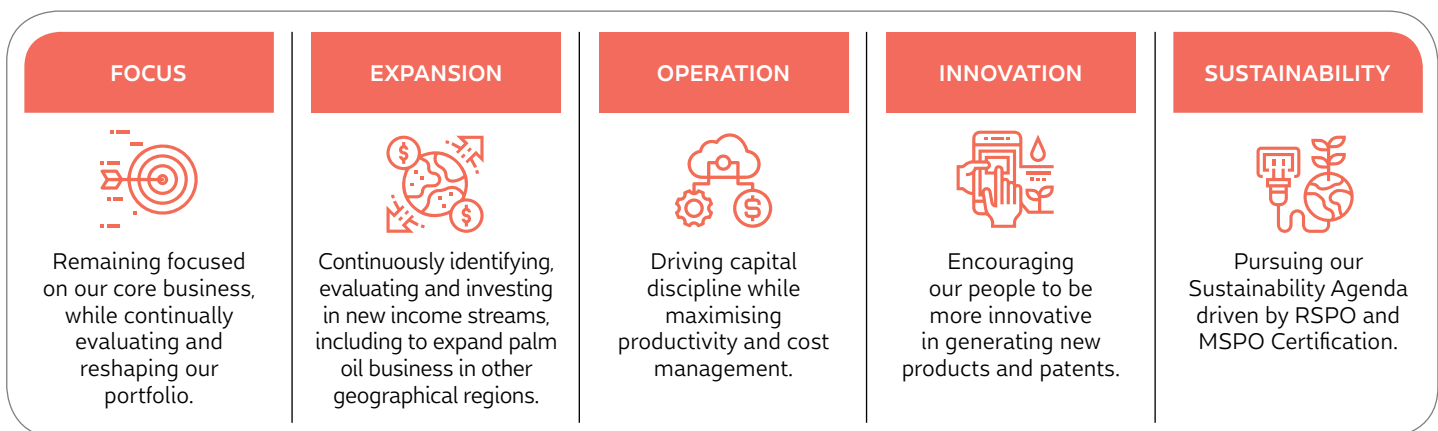 FOCUS
Remaining focused
on our core business,
while continually
evaluating and
reshaping our
portfolio.
EXPANSION
$
$
Continuously identifying,
evaluating and investing
in new income streams,
including to expand palm
oil business in other
geographical regions.
OPERATION
$
Driving capital
discipline while
maximising
productivity and cost
management.
INNOVATION
Encouraging
our people to be
more innovative
in generating new
products and patents.
SUSTAINABILITY
Pursuing our
Sustainability Agenda
driven by RSPO and
MSPO Certification.